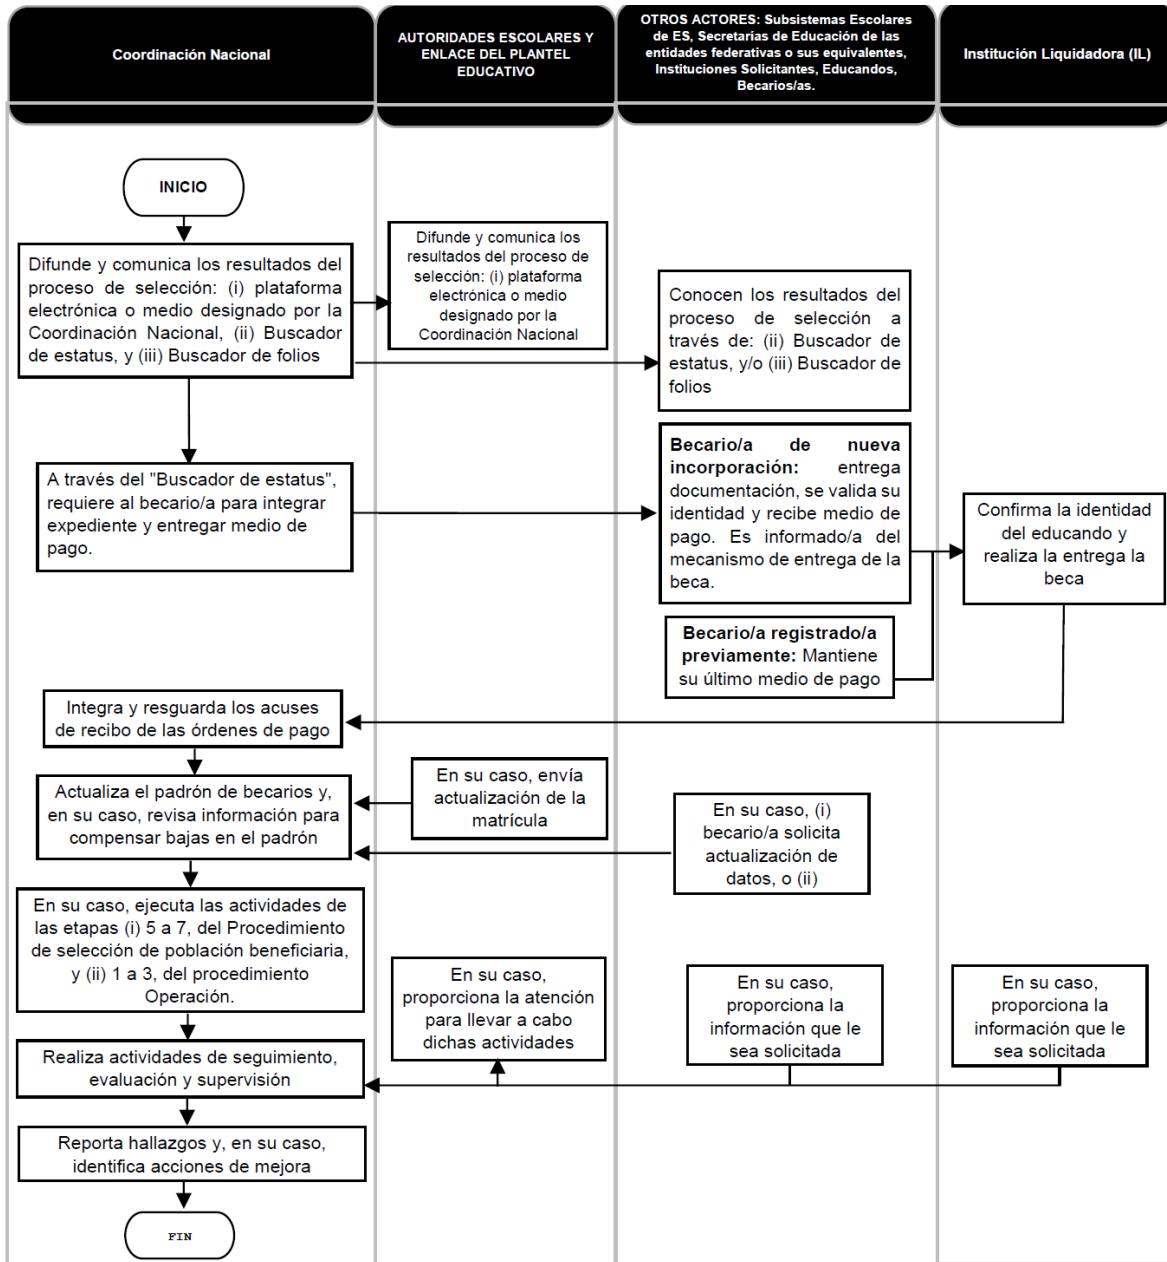 Coordinación Nacional
AUTORIDADES ESCOLARES Y
ENLACE DEL PLANTEL
EDUCATIVO
OTROS ACTORES: Subsistemas Escolares
de ES, Secretarías de Educación de las
entidades federativas o sus equivalentes,
Instituciones Solicitantes, Educandos,
Becarios/as.
Institución Liquidadora (IL)
INICIO
Difunde y comunica los resultados del
proceso de selección: (i) plataforma
electrónica o medio designado por la
Coordinación Nacional, (ii) Buscador
de estatus, y (iii) Buscador de folios
Difunde y comunica los
resultados del proceso de
selección: (i) plataforma
electrónica o medio
designado por la
Coordinación Nacional
Conocen los resultados del
proceso de selección a
través de: (ii) Buscador de
estatus, y/o (iii) Buscador de
folios
A través del "Buscador de estatus",
requiere al becario/a para integrar
expediente y entregar medio de
pago.
Becario/a de nueva
incorporación: entrega
documentación, se valida su
identidad y recibe medio de
pago. Es informado/a del
mecanismo de entrega de la
beca.
Confirma la identidad
del educando y
realiza la entrega la
beca
Becario/a registrado/a
previamente: Mantiene
su último medio de pago
Integra y resguarda los acuses
de recibo de las órdenes de pago
Actualiza el padrón de becarios y,
en su caso, revisa información para
compensar bajas en el padrón
En su caso, envía
actualización de la
matrícula
En su caso, (i)
becario/a solicita
actualización de
datos, o (ii)
En su caso, ejecuta las actividades de
las etapas (i) 5 a 7, del Procedimiento
de selección de población beneficiaria,
y (ii) 1 a 3, del procedimiento
Operación.
En su caso,
proporciona la atención
para llevar a cabo
dichas actividades
En su caso,
proporciona la
información que le
sea solicitada
En su caso,
proporciona la
información que le
sea solicitada
Realiza actividades de seguimiento,
evaluación y supervisión
Reporta hallazgos y, en su caso,
identifica acciones de mejora
FIN